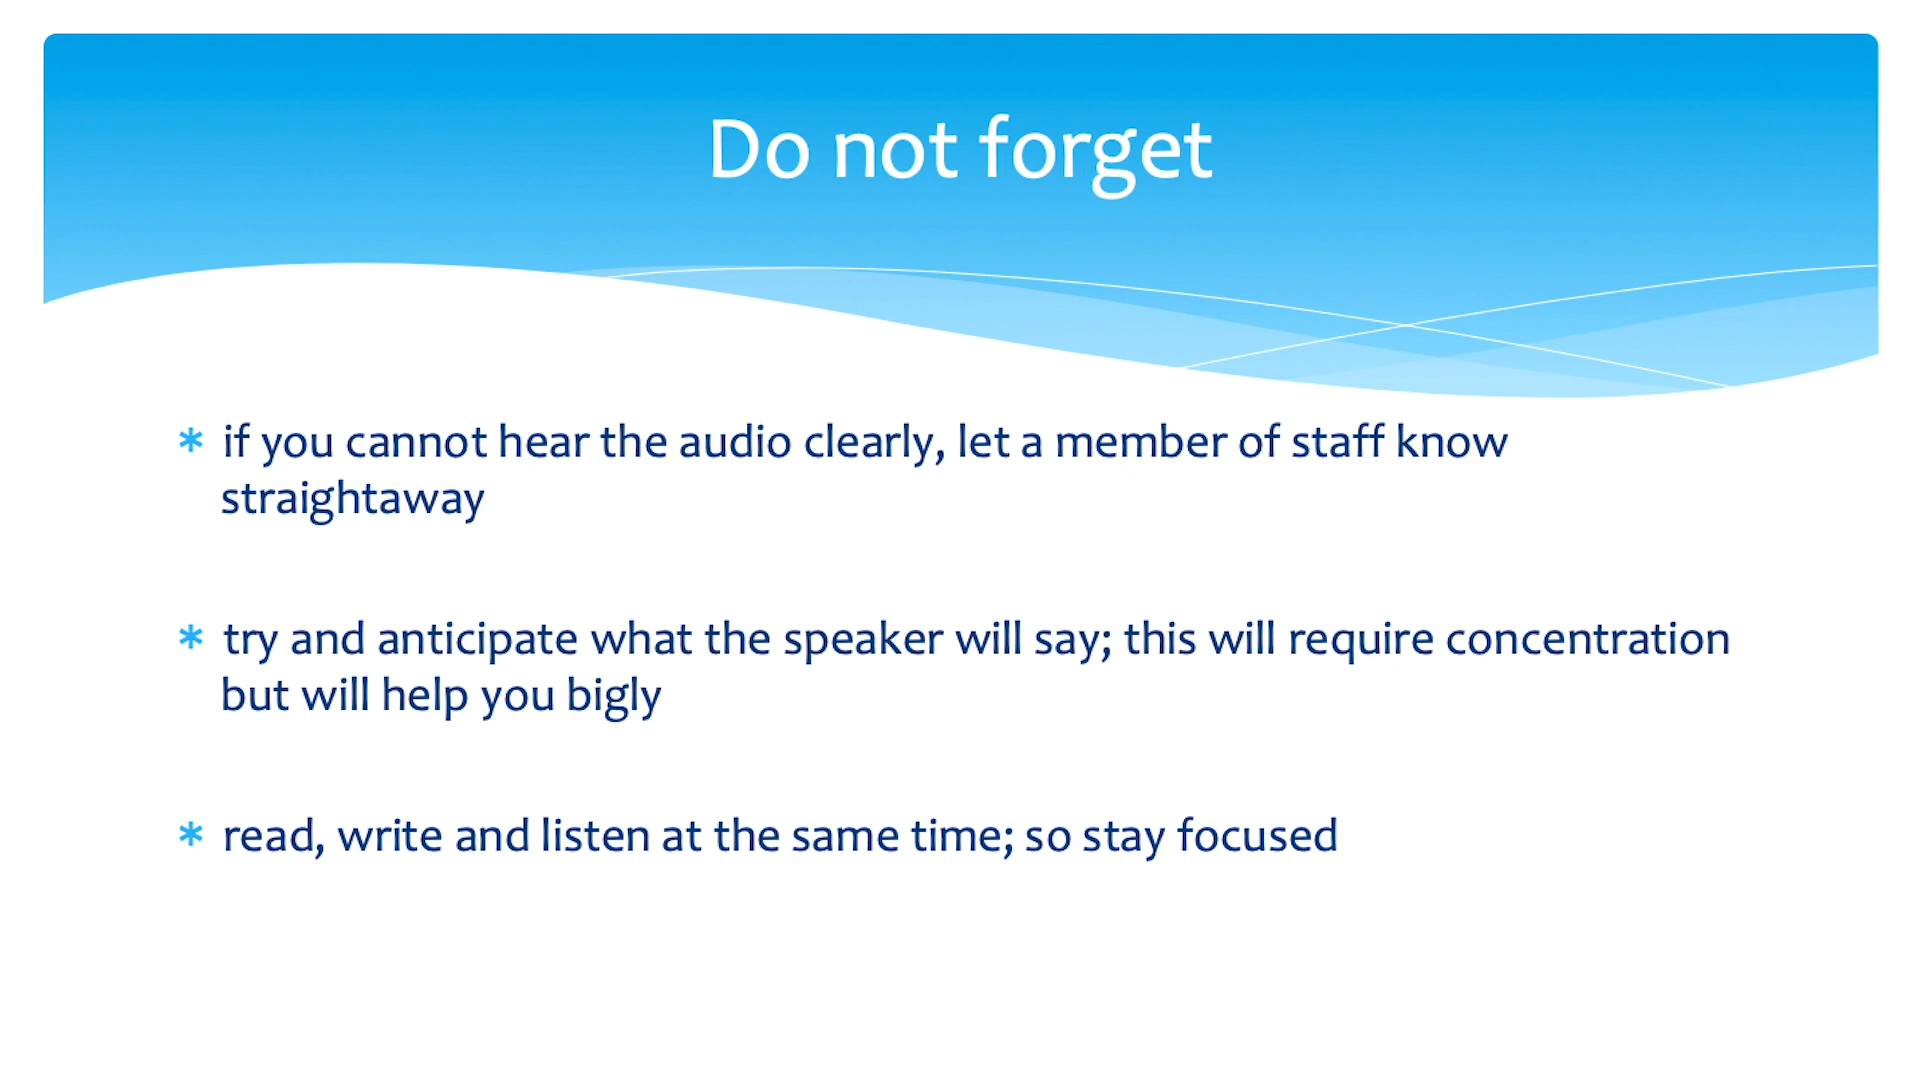 Do not forget
* if you cannot hear the audio clearly, let a member of staff know
straightaway
* try and anticipate what the speaker will say; this will require concentration
but will help you bigly
* read, write and listen at the same time; so stay focused